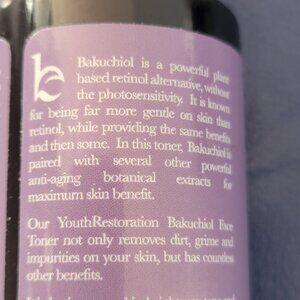 Bakuchiol is a powerful plant
based retinol alternative, without
the photosensitivity. It is known
for being far more gentle on skin than
retinol, while providing the same benefits
and then some. In this toner, Bakuchiol is
paired with several other powerful
anti-aging botanical extracts for
maximum skin benefit.
Our YouthRestoration Bakuchiol Face
Toner not only removes dirt, grime and
impurities on your skin, but has countless
other benefits.